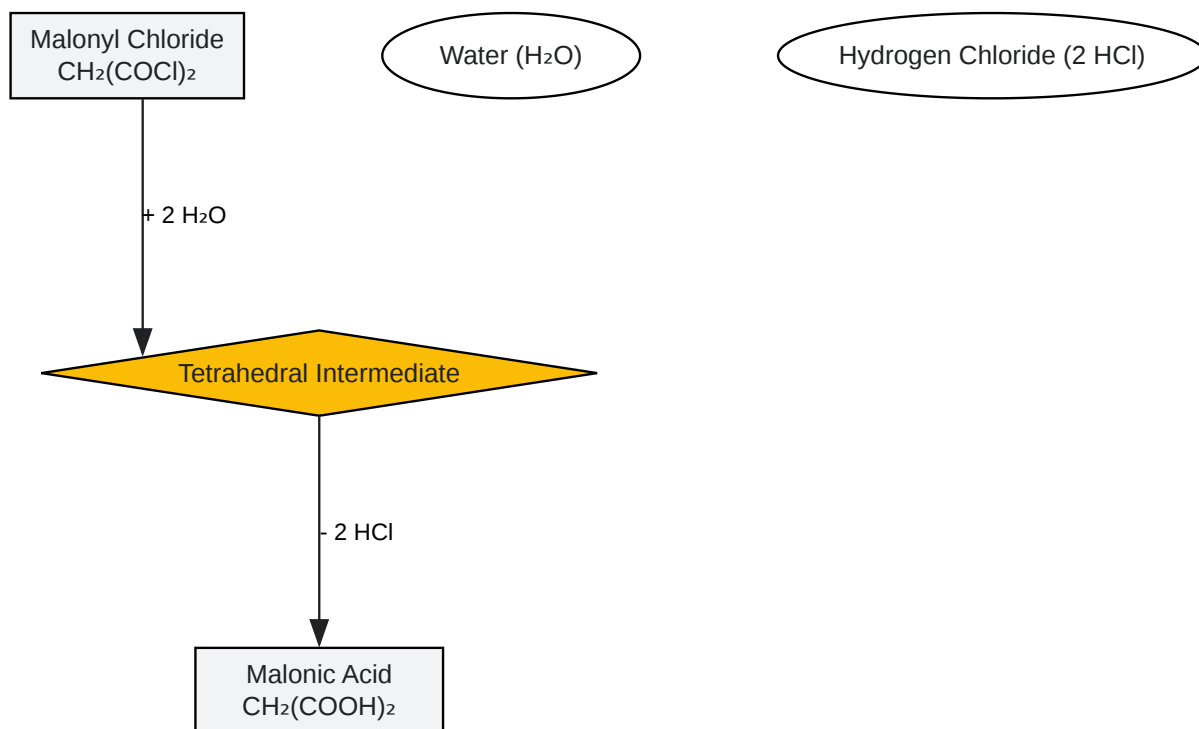 Malonyl Chloride
CH₂(COCl)₂
Water (H₂O)
Hydrogen Chloride (2 HCl)
+ 2 H₂O
Tetrahedral Intermediate
- 2 HCl
Malonic Acid
CH₂(COOH)₂